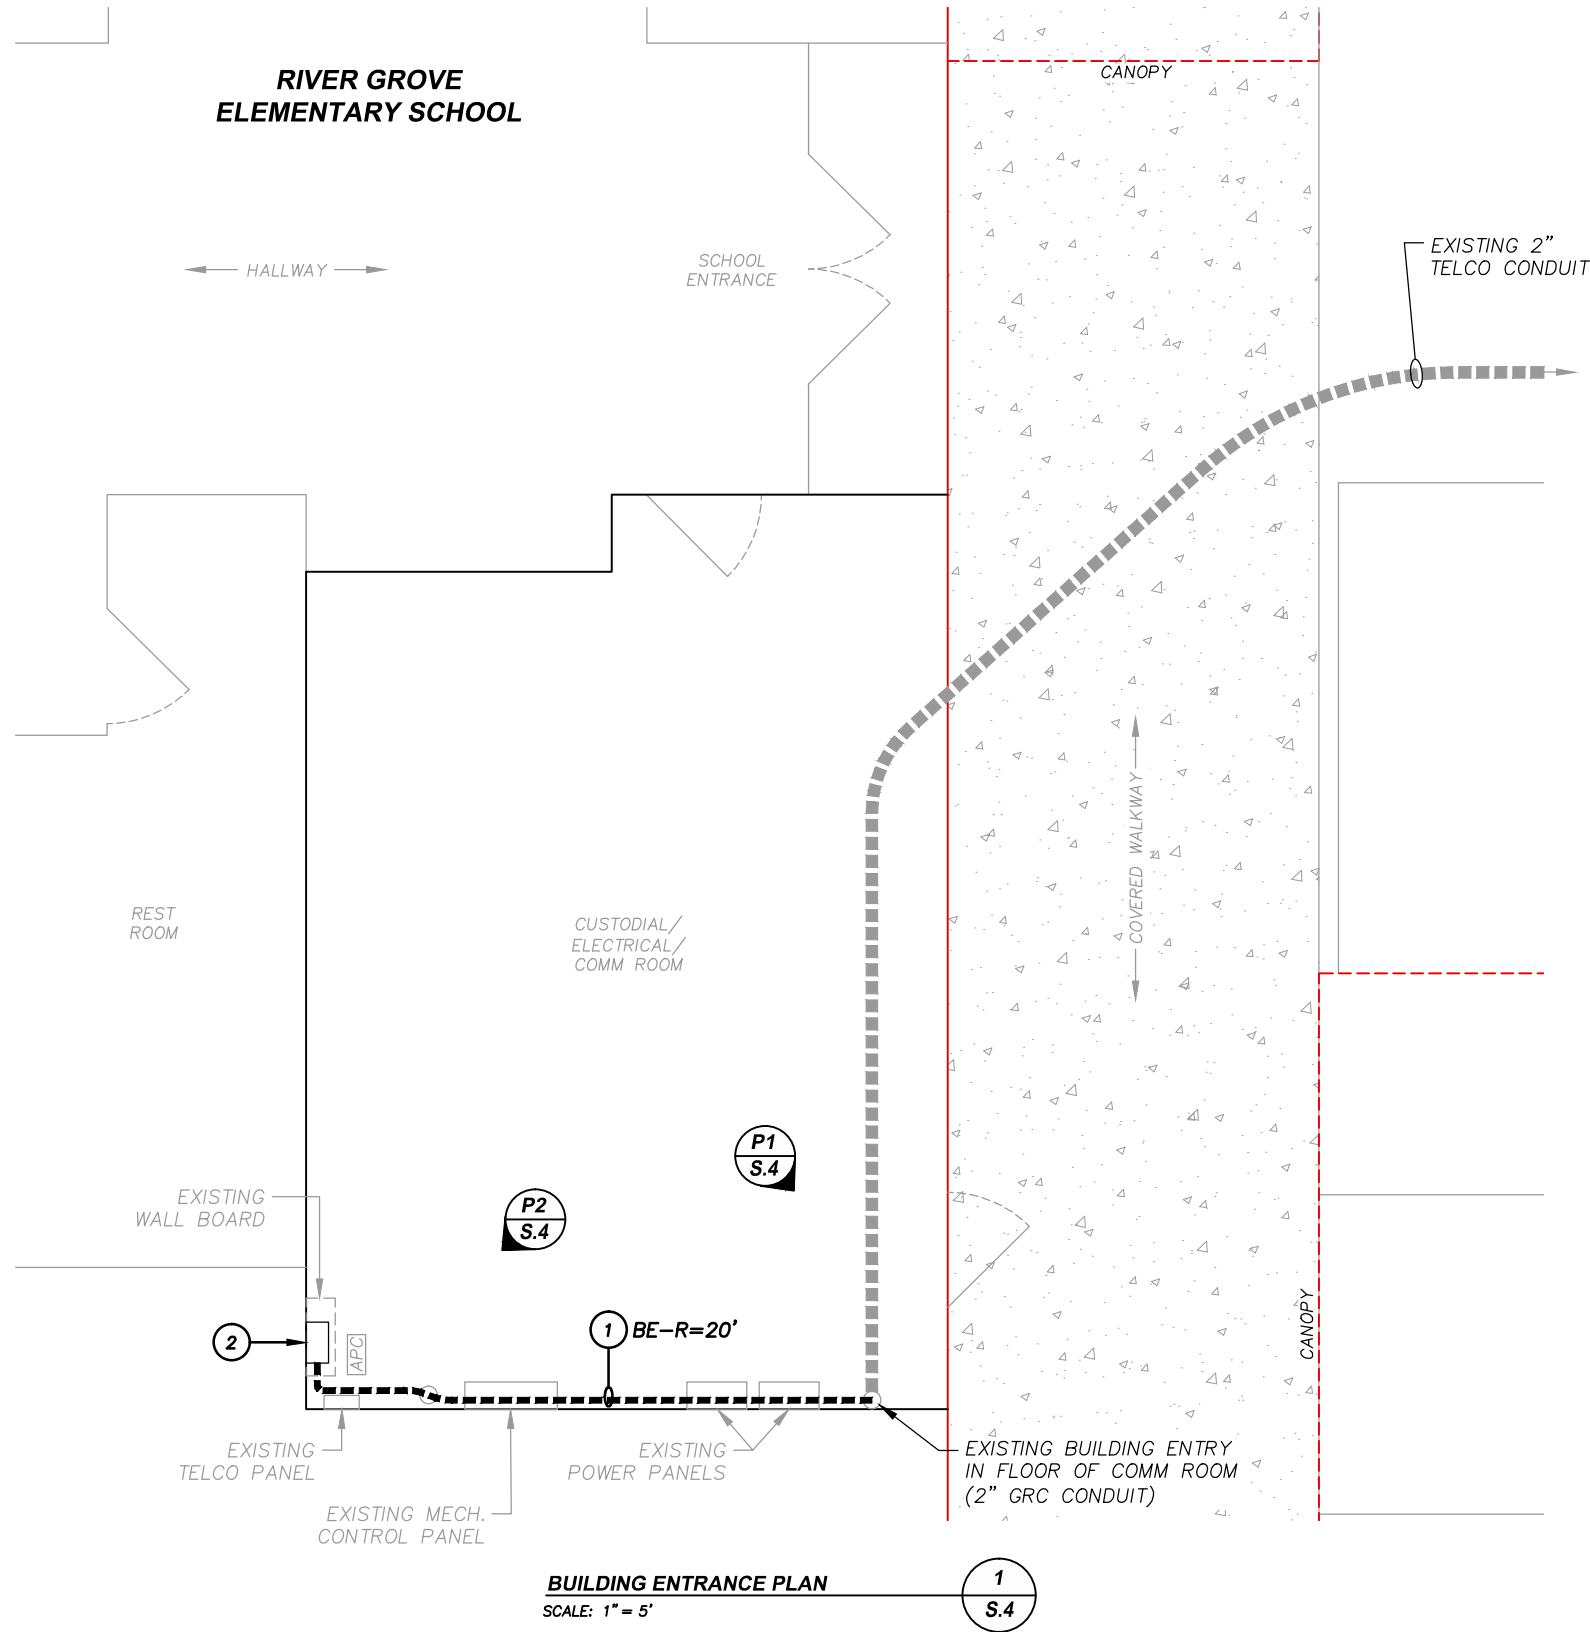 RIVER GROVE
ELEMENTARY SCHOOL
CANOPY
HALLWAY
SCHOOL
ENTRANCE
EXISTING 2"
TELCO CONDUIT
REST
ROOM
CUSTODIAL/
ELECTRICAL/
COMM ROOM
COVERED WALKWAY
P1
S.4
P2
S.4
EXISTING
WALL BOARD
2
APC
1 BE-R=20'
CANOPY
EXISTING
TELCO PANEL
EXISTING MECH.
CONTROL PANEL
EXISTING
POWER PANELS
EXISTING BUILDING ENTRY
IN FLOOR OF COMM ROOM
(2" GRC CONDUIT)
BUILDING ENTRANCE PLAN
SCALE: 1" = 5'
1
S.4